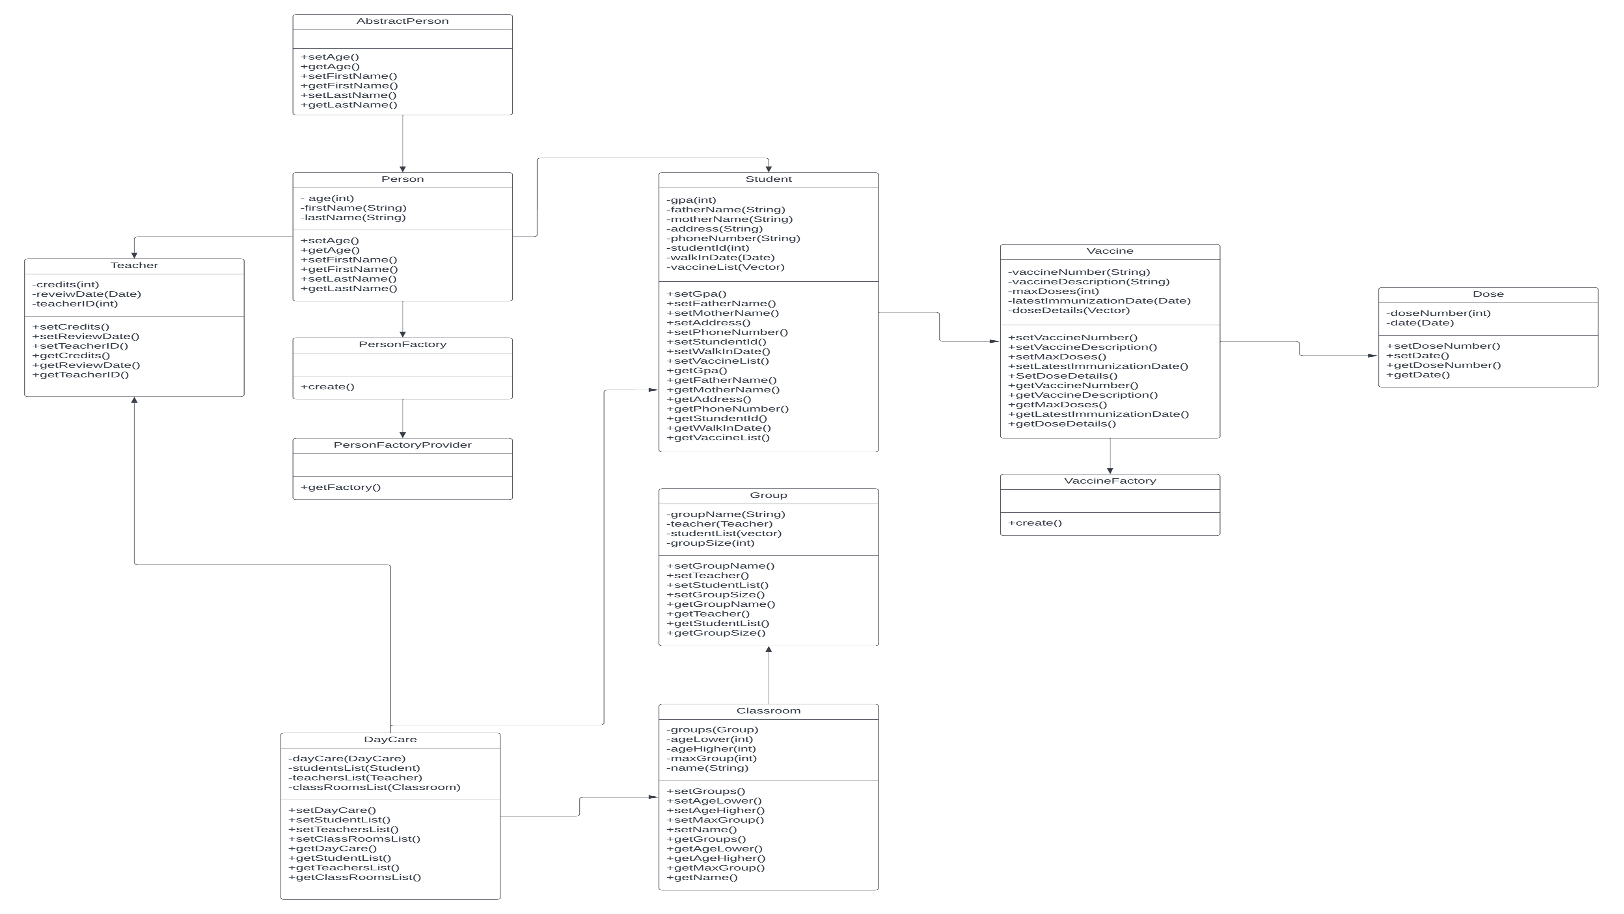 AbstractPerson
+setAge()
+getAge()
+setFirstName()
+getFirstName()
+setLastName()
+getLastName()
Person
- age(int)
-firstName(String)
-lastName(String)
+setAge()
+getAge()
+setFirstName()
+getFirstName()
+setLastName()
+getLastName()
Teacher
-credits(int)
-reveiwDate(Date)
-teacherID(int)
+setCredits()
+setReviewDate()
+setTeacherID()
+getCredits()
+getReviewDate()
+getTeacherID()
PersonFactory
+create()
PersonFactoryProvider
+getFactory()
Student
-gpa(int)
-fatherName(String)
-motherName(String)
-address(String)
-phoneNumber(String)
-studentId(int)
-walkInDate(Date)
-vaccineList(Vector)
+setGpa()
+setFatherName()
+setMotherName()
+setAddress()
+setPhoneNumber()
+setStundentId()
+setWalkInDate()
+setVaccineList()
+getGpa()
+getFatherName()
+getMotherName()
+getAddress()
+getPhoneNumber()
+getStundentId()
+getWalkInDate()
+getVaccineList()
Vaccine
-vaccineNumber(String)
-vaccineDescription(String)
-maxDoses(int)
-latestImmunizationDate(Date)
-doseDetails(Vector)
+setVaccineNumber()
+setVaccineDescription()
+setMaxDoses()
+setLatestImmunizationDate()
+SetDoseDetails()
+getVaccineNumber()
+getVaccineDescription()
+getMaxDoses()
+getLatestImmunizationDate()
+getDoseDetails()
Dose
-doseNumber(int)
-date(Date)
+setDoseNumber()
+setDate()
+getDoseNumber()
+getDate()
VaccineFactory
+create()
Group
-groupName(String)
-teacher(Teacher)
-studentList(vector)
-groupSize(int)
+setGroupName()
+setTeacher()
+setStudentList()
+setGroupSize()
+getGroupName()
+getTeacher()
+getStudentList()
+getGroupSize()
Classroom
-groups(Group)
-ageLower(int)
-ageHigher(int)
-maxGroup(int)
-name(String)
+setGroups()
+setAgeLower()
+setAgeHigher()
+setMaxGroup()
+setName()
+getGroups()
+getAgeLower()
+getAgeHigher()
+getMaxGroup()
+getName()
DayCare
-dayCare(DayCare)
-studentsList(Student)
-teachersList(Teacher)
-classRoomsList(Classroom)
+setDayCare()
+setStudentList()
+setTeachersList()
+setClassRoomsList()
+getDayCare()
+getStudentList()
+getTeachersList()
+getClassRoomsList()